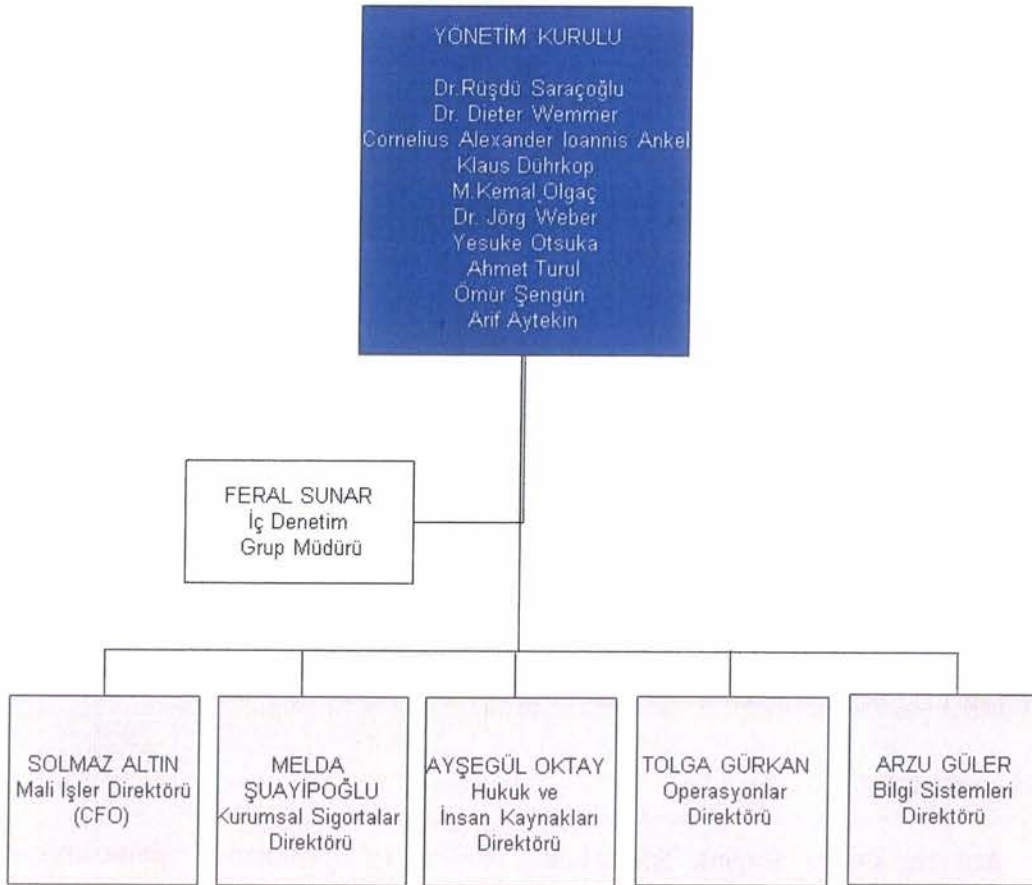 YÖNETİM KURULU
Dr.Rüşdü Saraçoğlu
Dr. Dieter Wemmer
Cornelius Alexander Ioannis Ankel
Klaus Dührkop
M.Kemal Olgaç
Dr. Jörg Weber
Yesuke Otsuka
Ahmet Turul
Ömür Şengün
Arif Aytekin
FERAL SUNAR
İç Denetim
Grup Müdürü
SOLMAZ ALTIN
Mali İşler Direktörü
(CFO)
MELDA
ŞUAYİPOĞLU
Kurumsal Sigortalar
Direktörü
AYŞEGÜL OKTAY
Hukuk ve
İnsan Kaynakları
Direktörü
TOLGA GÜRKAN
Operasyonlar
Direktörü
ARZU GÜLER
Bilgi Sistemleri
Direktörü